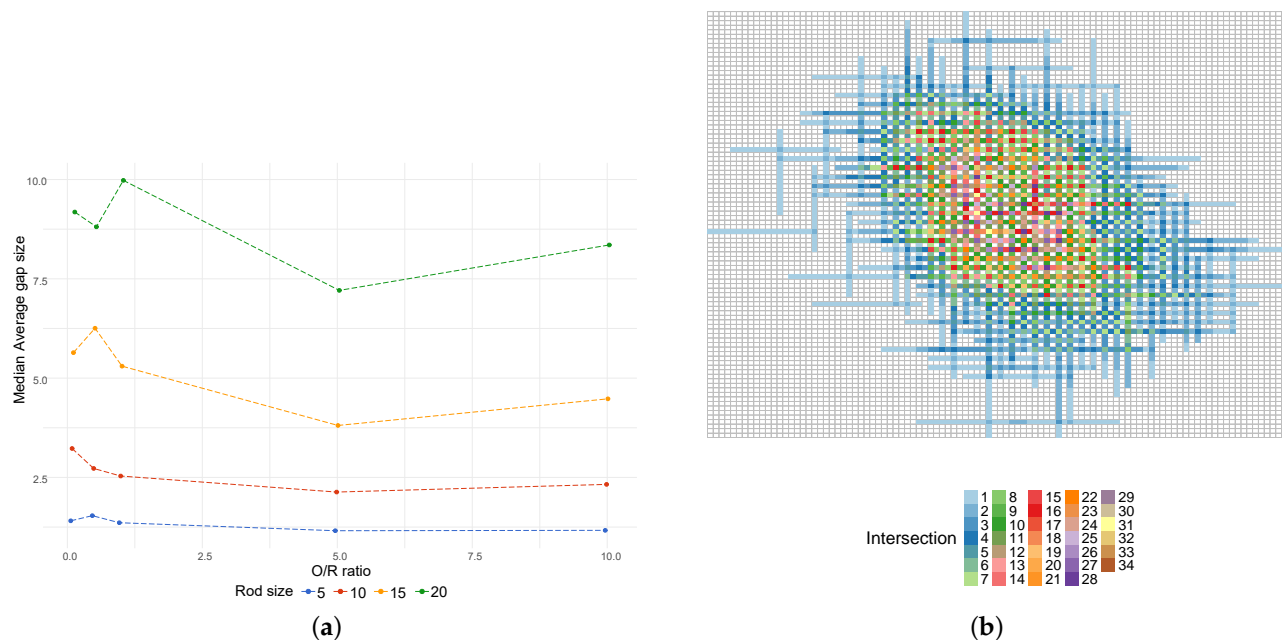 Median Average gap size
10.0
7.5
5.0
2.5
0.0 2.5 5.0 7.5 10.0
O/R ratio
Rod size 5 10 15 20
(a)
Intersection
1 8 15 22 29
2 9 16 23 30
3 10 17 24 31
4 11 18 25 32
5 12 19 26 33
6 13 20 27 34
7 14 21 28
(b)